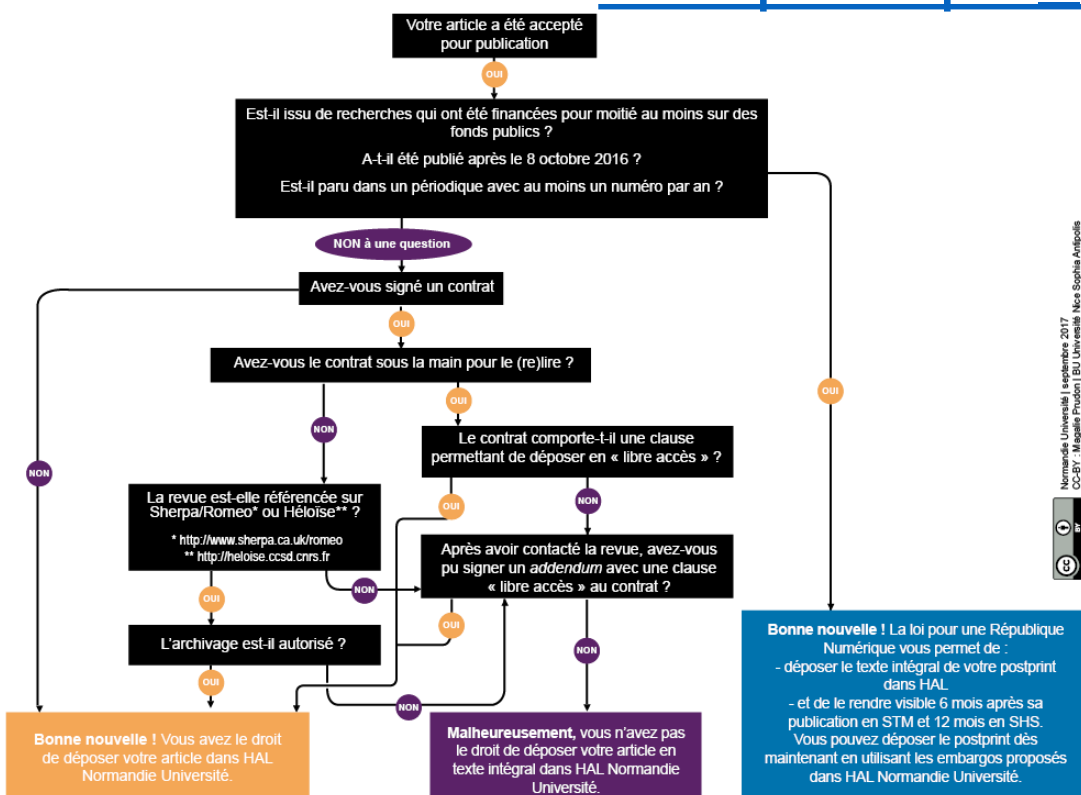 Votre article a été accepté
pour publication
OUI
Est-il issu de recherches qui ont été financées pour moitié au moins sur des
fonds publics ?
A-t-il été publié après le 8 octobre 2016 ?
Est-il paru dans un périodique avec au moins un numéro par an ?
NON à une question
Avez-vous signé un contrat
OUI
Avez-vous le contrat sous la main pour le (re)lire ?
OUI
OUI
NON
Le contrat comporte-t-il une clause
permettant de déposer en « libre accès » ?
NON
La revue est-elle référencée sur
Sherpa/Romeo* ou Héloïse** ?
* http://www.sherpa.ca.uk/romeo
** http://heloise.ccsd.cnrs.fr
OUI
NON
Après avoir contacté la revue, avez-vous
pu signer un addendum avec une clause
« libre accès » au contrat ?
NON
OUI
OUI
L'archivage est-il autorisé ?
NON
OUI
NON
Bonne nouvelle ! Vous avez le droit
de déposer votre article dans HAL
Normandie Université.
Malheureusement, vous n'avez pas
le droit de déposer votre article en
texte intégral dans HAL Normandie
Université.
Bonne nouvelle ! La loi pour une République
Numérique vous permet de :
- déposer le texte intégral de votre postprint
dans HAL
- et de le rendre visible 6 mois après sa
publication en STM et 12 mois en SHS.
Vous pouvez déposer le postprint dès
maintenant en utilisant les embargos proposés
dans HAL Normandie Université.
Normandie Université | septembre 2017
CC-BY : Magalie Prudon | BU Université Nice Sophia Antipolis
cc
BY